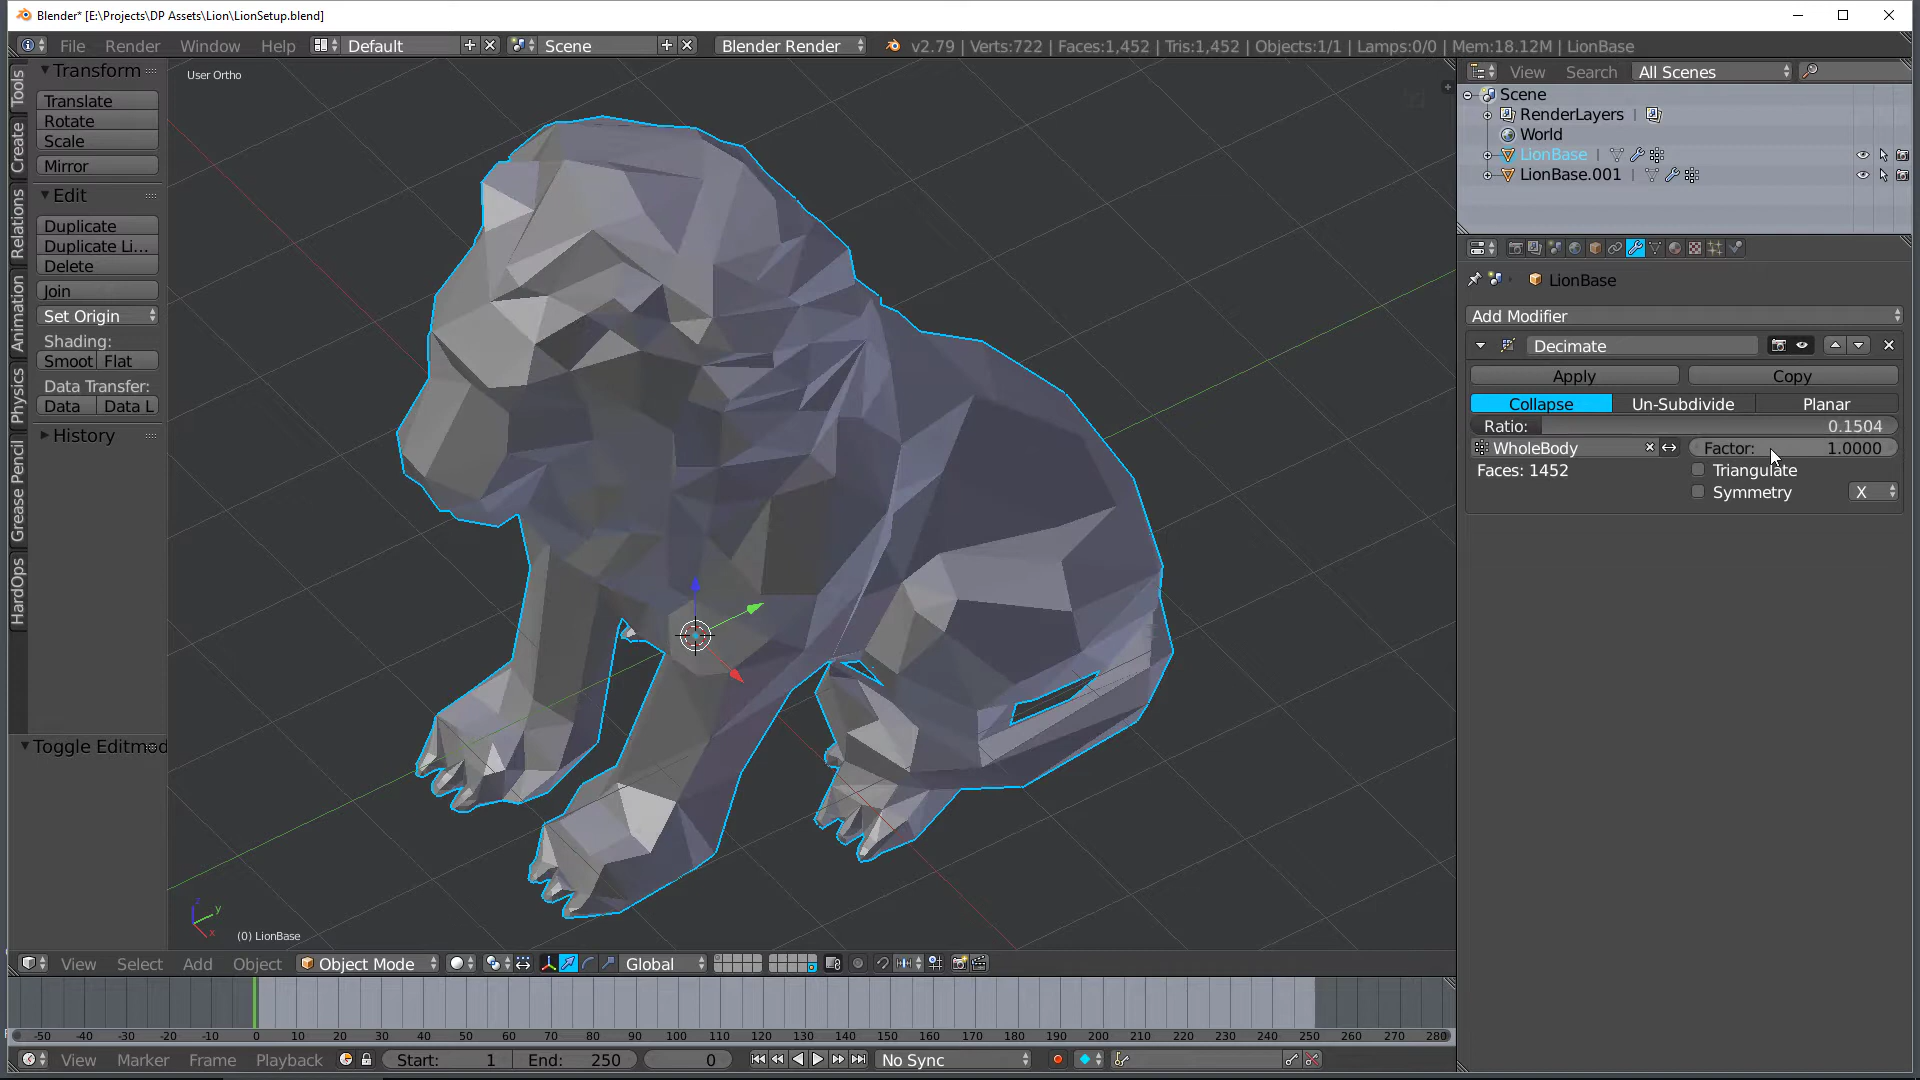 Blender* [E:\Projects\DP Assets\Lion\LionSetup.blend]
File Render Window Help Default Scene Blender Render v2.79 | Verts:722 | Faces:1,452 | Tris:1,452 | Objects:1/1 | Lamps:0/0 | Mem:18.12M | LionBase
Tools
Create
Relations
Animation
Physics
Grease Pencil
HardOps
Transform
Translate
Rotate
Scale
Mirror
Edit
Duplicate
Duplicate Li...
Delete
Join
Set Origin
Shading:
Smoot Flat
Data Transfer:
Data Data L
History
Toggle Editmod
User Ortho
z
y
x
(0) LionBase
View Search All Scenes
Scene
RenderLayers
World
LionBase
LionBase.001
LionBase
Add Modifier
Decimate
Apply Copy
Collapse Un-Subdivide Planar
Ratio: 0.1504
WholeBody Factor: 1.0000
Faces: 1452 Triangulate
Symmetry X
View Select Add Object Object Mode Global
-50 -40 -30 -20 -10 0 10 20 30 40 50 60 70 80 90 100 110 120 130 140 150 160 170 180 190 200 210 220 230 240 250 260 270 280
View Marker Frame Playback Start: 1 End: 250 0 No Sync